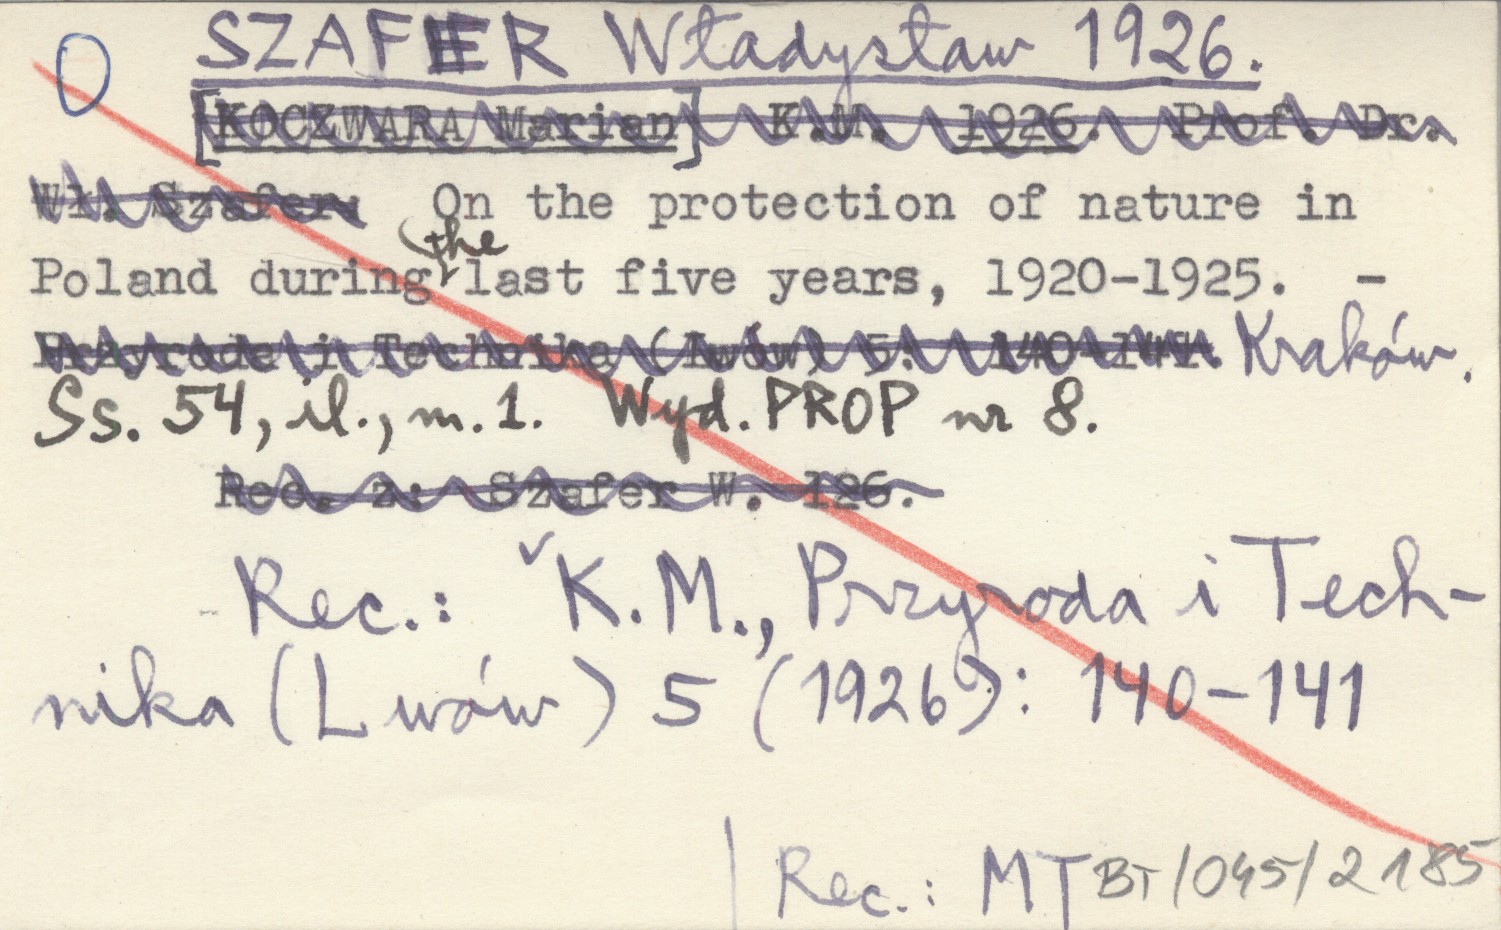 SZAFER Władysław 1926.
[KOCZWARA Marian] K.M. 1926. Prof. Dr.
Wł. Szafer: On the protection of nature in
the
Poland during last five years, 1920-1925. -
Przyroda i Technika (Lwów) 5: 140-141. Kraków.
Ss. 54, il., m.1. Wyd. PROP nr 8.
Rec. z: Szafer W. 126.
Rec.: K.M., Przyroda i Tech-
nika (Lwów) 5 (1926): 140-141
Rec.: MT BT/045/2185